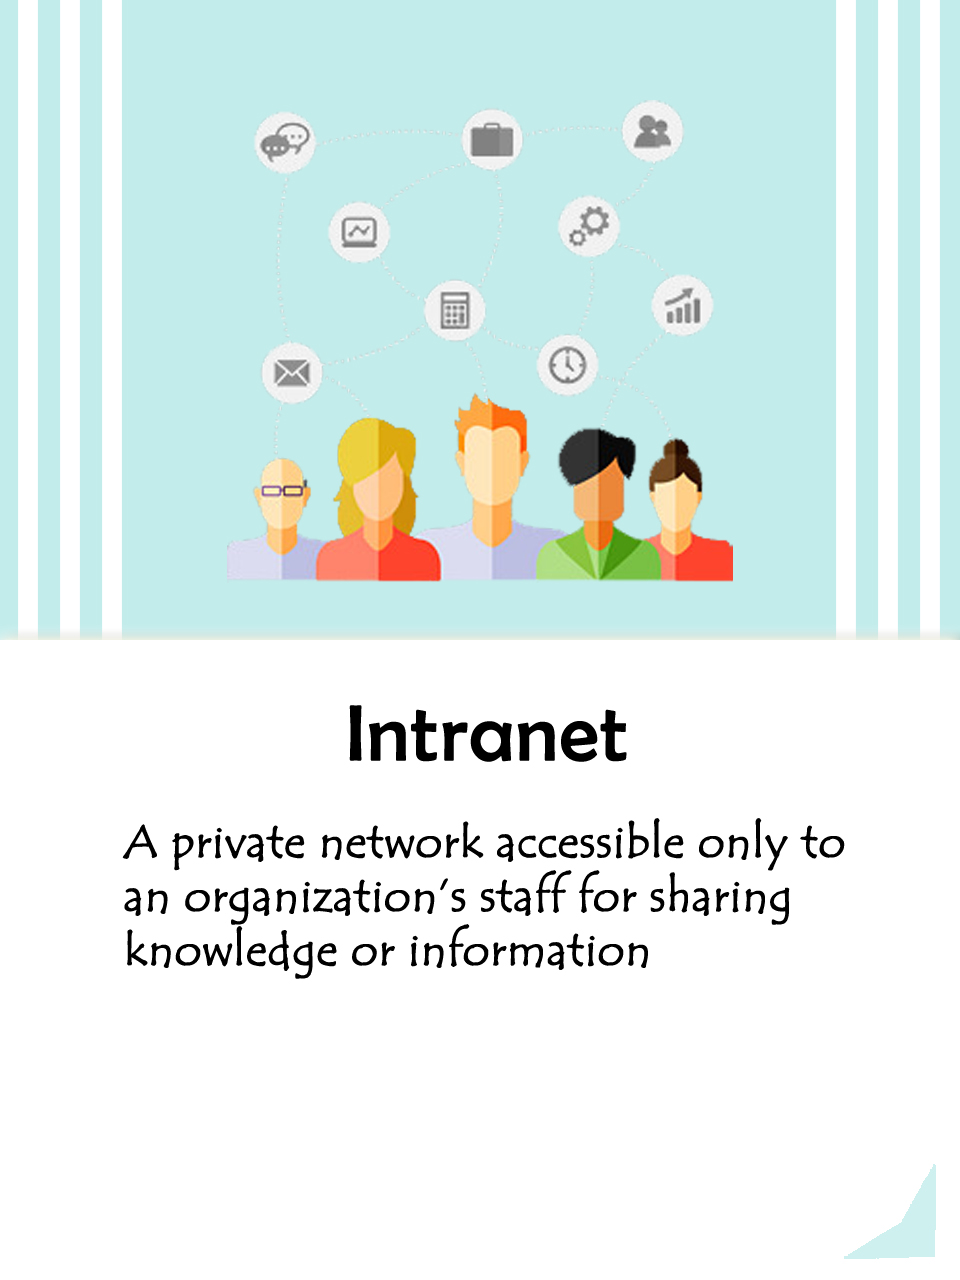 Intranet
A private network accessible only to
an organization's staff for sharing
knowledge or information